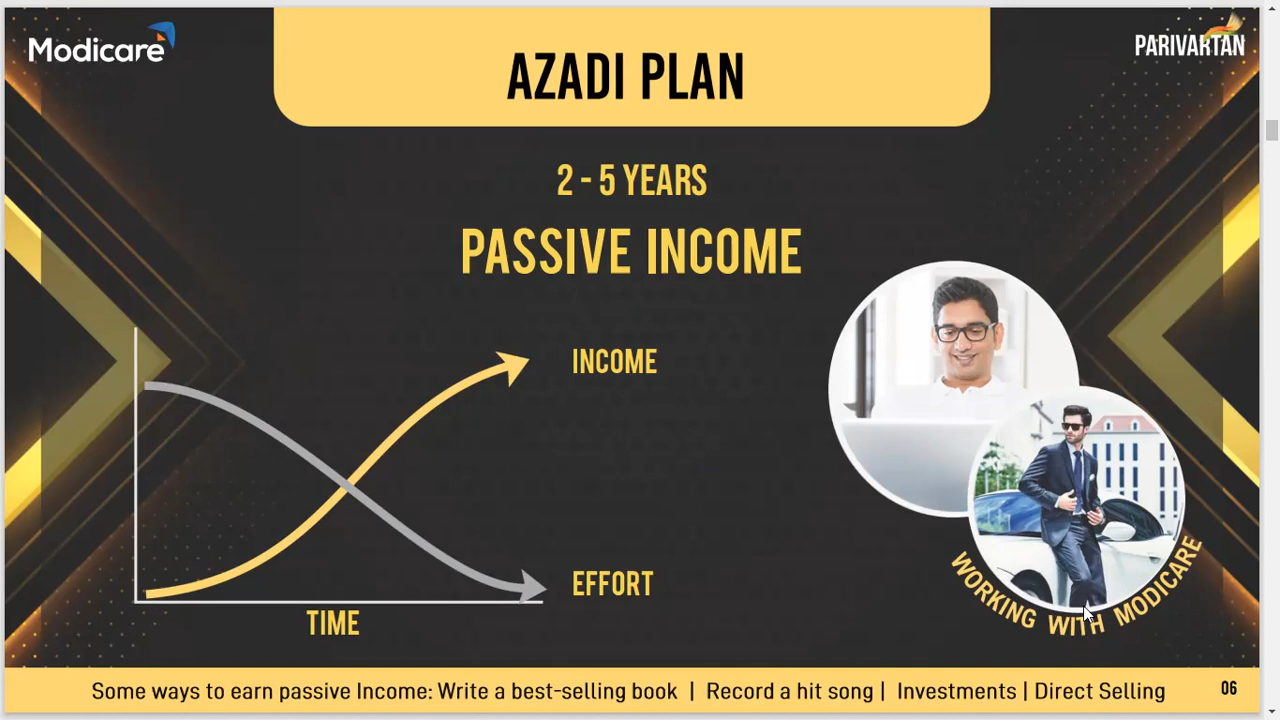 Modicare
PARIVARTAN
AZADI PLAN
2 - 5 YEARS
PASSIVE INCOME
INCOME
EFFORT
TIME
WORKING WITH MODICARE
Some ways to earn passive Income: Write a best-selling book | Record a hit song | Investments | Direct Selling
06